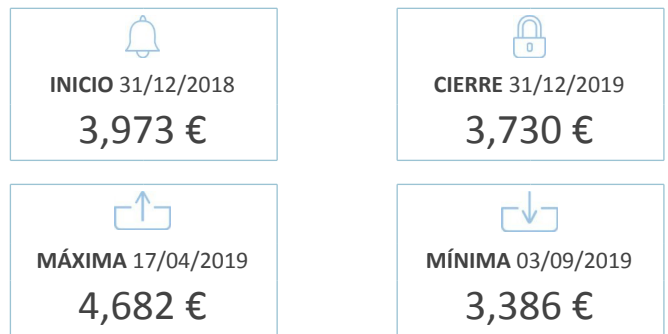 INICIO 31/12/2018
3,973 €
CIERRE 31/12/2019
3,730 €
MÁXIMA 17/04/2019
4,682 €
MÍNIMA 03/09/2019
3,386 €